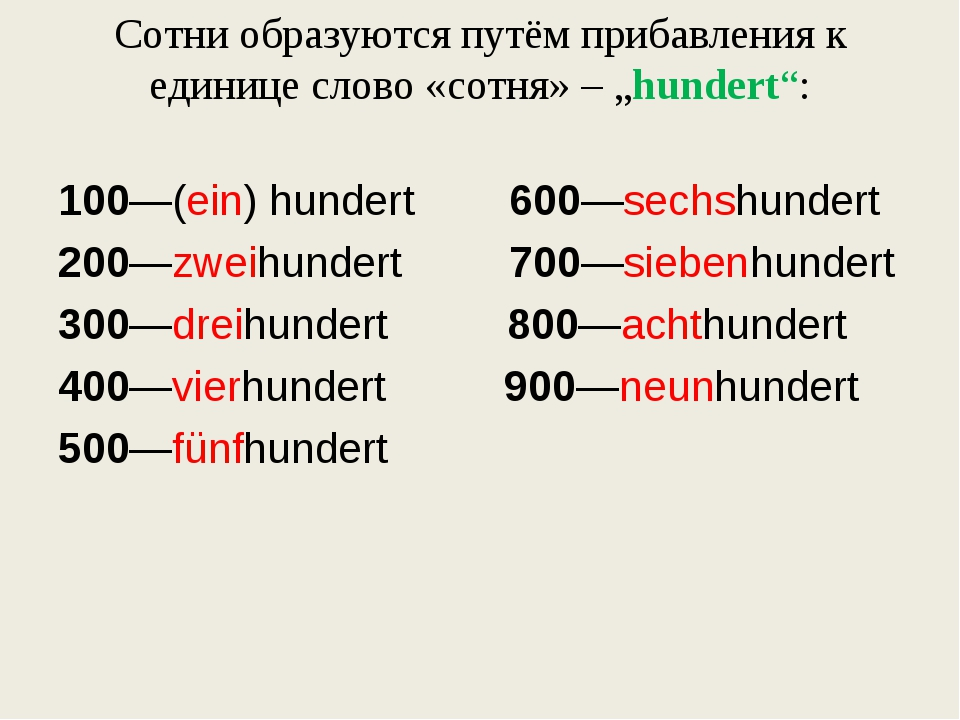 Сотни образуются путём прибавления к
единице слово «сотня» – „hundert“:
100—(ein) hundert 600—sechshundert
200—zweihundert 700—siebenhundert
300—dreihundert 800—achthundert
400—vierhundert 900—neunhundert
500—fünfhundert